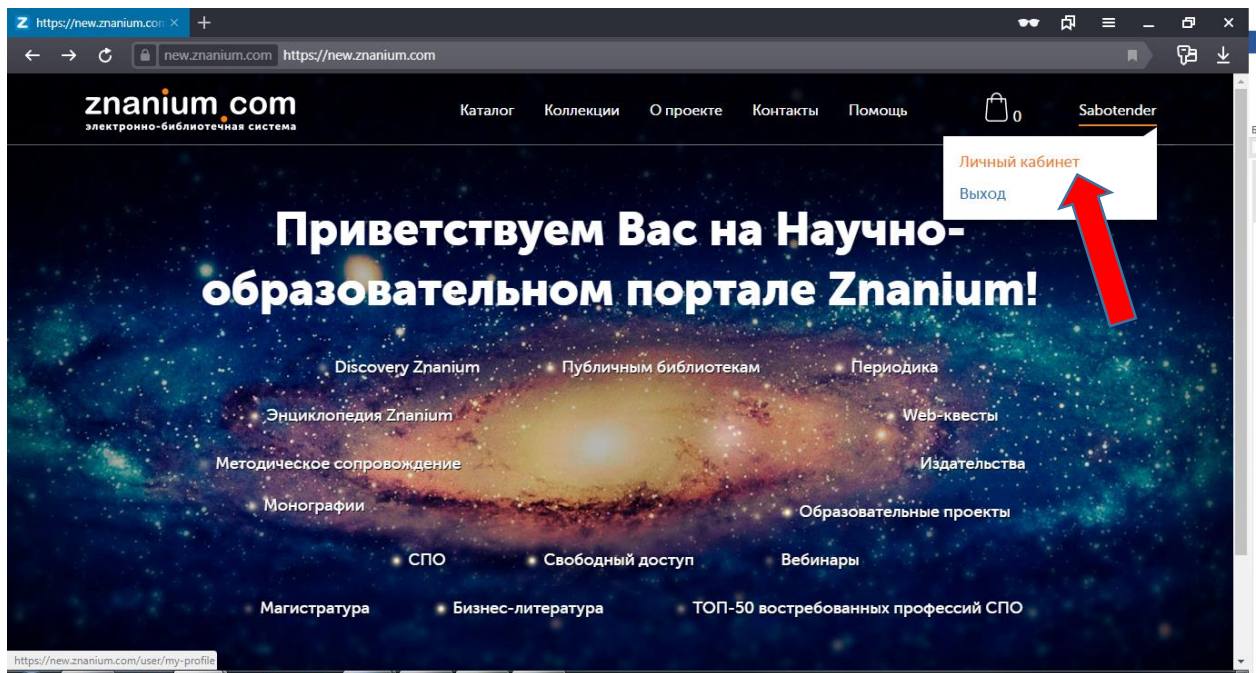 https://new.znanium.con
new.znanium.com https://new.znanium.com
znanium.com
электронно-библиотечная система
Каталог Коллекции О проекте Контакты Помощь 0 Sabotender
Личный кабинет
Выход
Приветствуем Вас на Научно-
образовательном портале Znanium!
Discovery Znanium Публичным библиотекам Периодика
Энциклопедия Znanium Web-квесты
Методическое сопровождение Издательства
Монографии Образовательные проекты
СПО Свободный доступ Вебинары
Магистратура Бизнес-литература ТОП-50 востребованных профессий СПО
https://new.znanium.com/user/my-profile